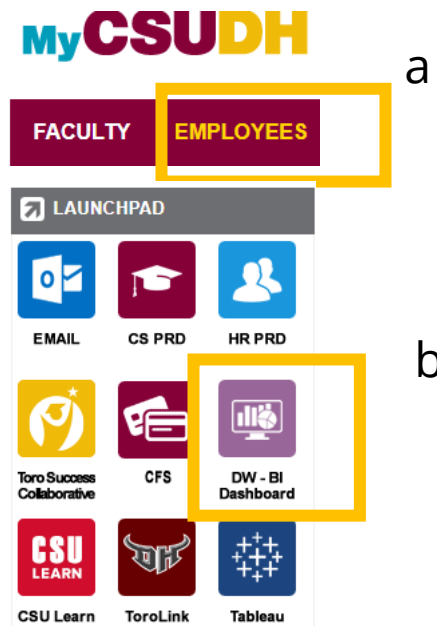 MyCSUDH
a
FACULTY EMPLOYEES
LAUNCHPAD
EMAIL CS PRD HR PRD
b
Toro Success
Collaborative
CFS
DW - BI
Dashboard
CSU
LEARN
DH
CSU Learn ToroLink Tableau